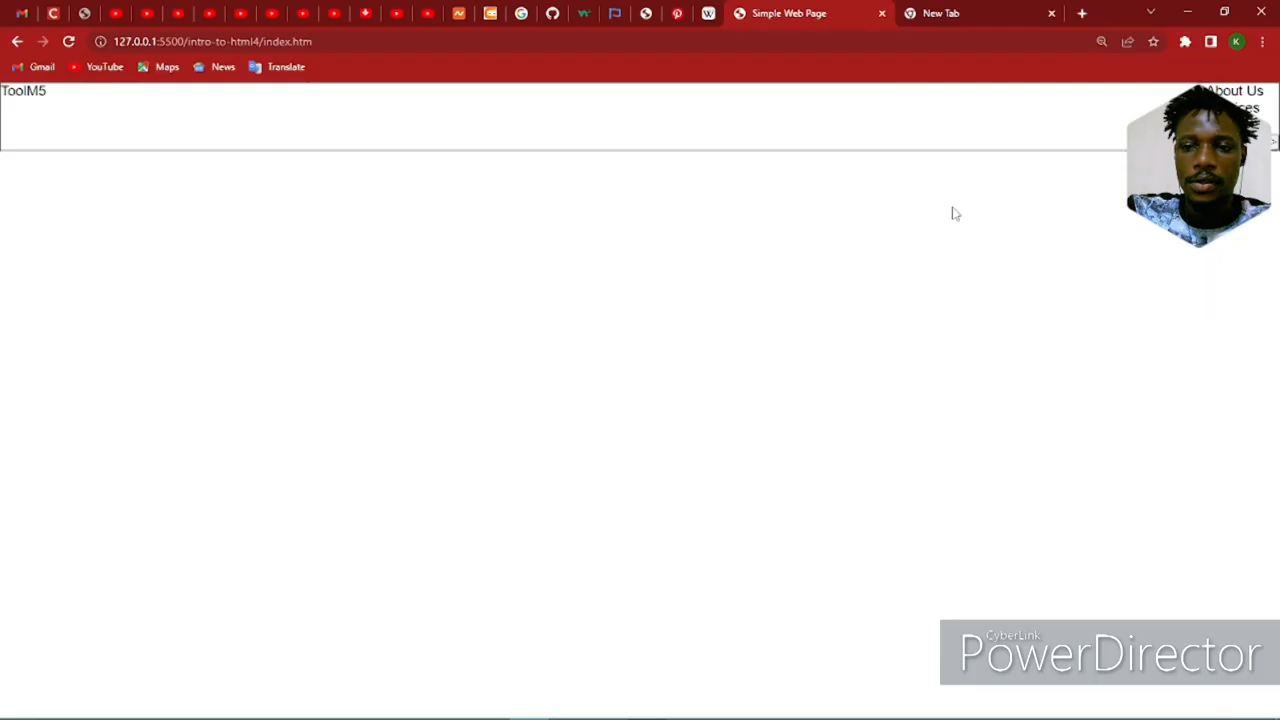 Simple Web Page
New Tab
127.0.0.1:5500/intro-to-html4/index.htm
K
Gmail
YouTube
Maps
News
Translate
ToolM5
About Us
CyberLink
PowerDirector